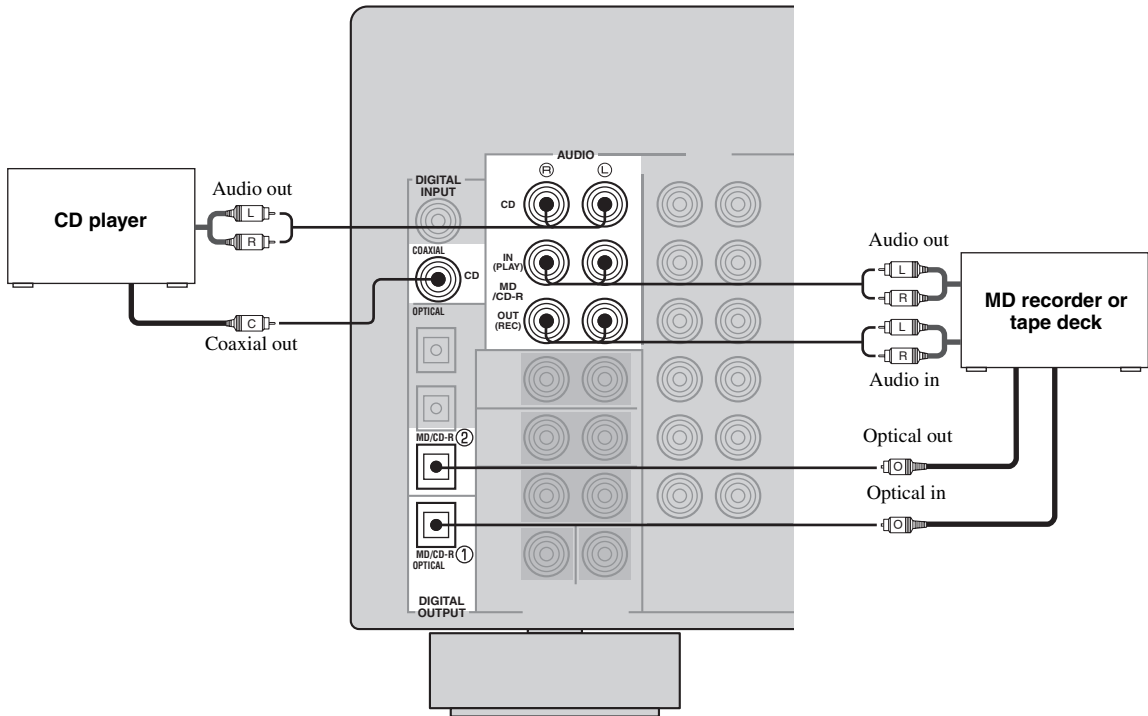 AUDIO
R
L
DIGITAL
INPUT
CD
COAXIAL
CD
OPTICAL
IN
(PLAY)
MD
/CD-R
OUT
(REC)
MD/CD-R ②
MD/CD-R ①
OPTICAL
DIGITAL
OUTPUT
CD player
Audio out
L
R
C
Coaxial out
Audio out
L
R
L
R
Audio in
MD recorder or
tape deck
Optical out
O
Optical in
O